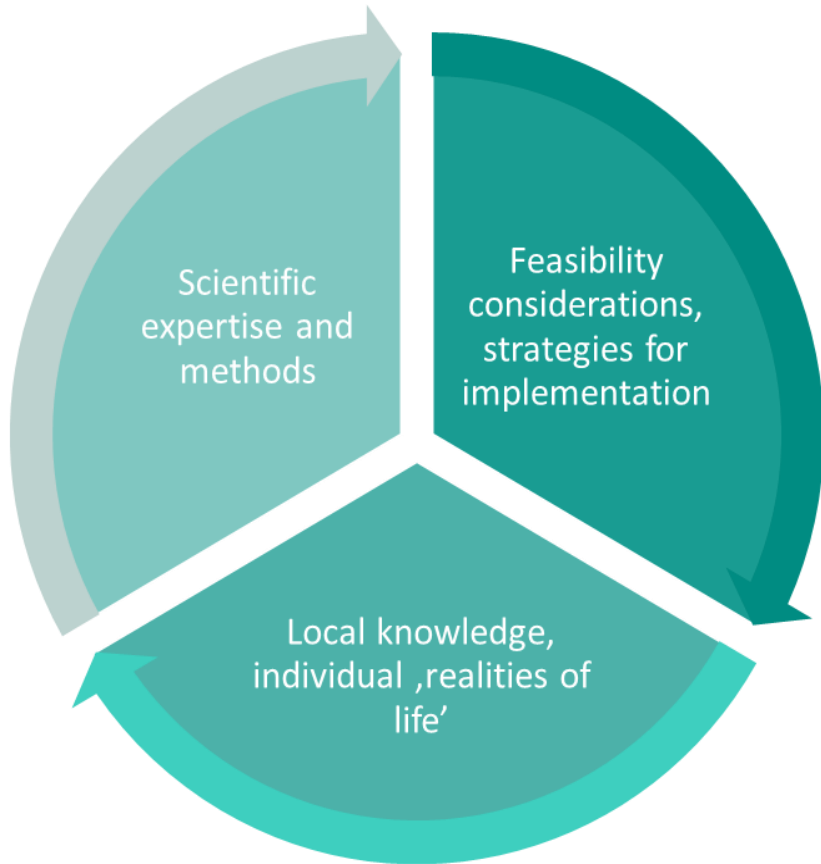 Scientific
expertise and
methods
Feasibility
considerations,
strategies for
implementation
Local knowledge,
individual ‚realities of
life’